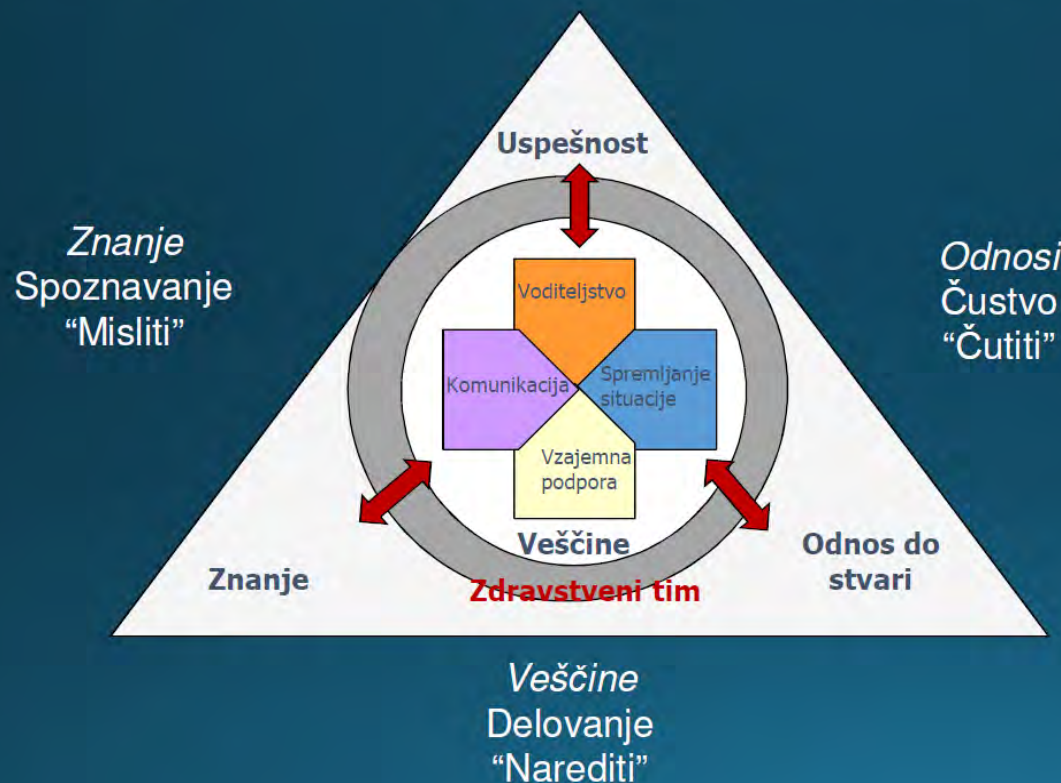 Uspešnost
Znanje
Spoznavanje
“Misliti”
Odnosi
Čustvo
“Čutiti”
Voditeljstvo
Komunikacija
Spremljanje
situacije
Vzajemna
podpora
Veščine
Znanje
Odnos do
stvari
Zdravstveni tim
Veščine
Delovanje
“Narediti”